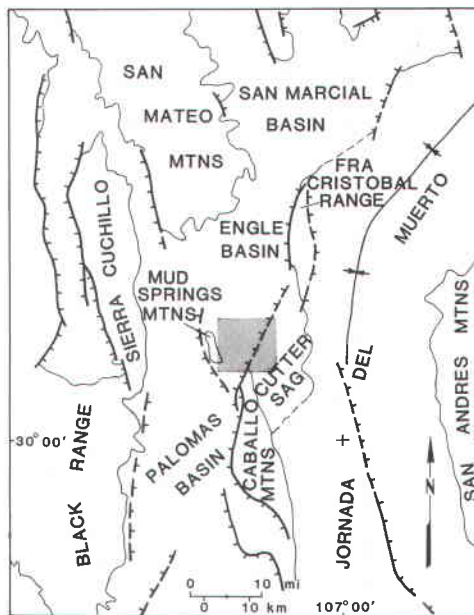 SAN
MATEO
MTNS
SAN MARCIAL
BASIN
FRA
CRISTOBAL
RANGE
MUERTO
ENGLE
BASIN
SIERRA CUCHILLO
MUD
SPRINGS
MTNS
SAN ANDRES MTNS
DEL
CUTTER
SAG
30° 00'
BLACK RANGE
PALOMAS
BASIN
CABALLO
MTNS
JORNADA
N
0 10 mi
0 10 km
107° 00'